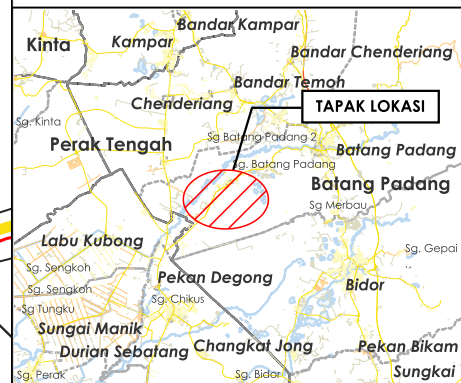 Bandar Kampar
Kinta
Kampar
Bandar Chenderiang
Bandar Temoh
Chenderiang
TAPAK LOKASI
Sg. Kinta
Sg Batang Padang 2
Perak Tengah
Batang Padang
Sg. Batang Padang
Batang Padang
Sg Merbau
Labu Kubong
Sg. Gepai
Sg. Sengkoh
Pekan Degong
Bidor
Sg. Sengkoh
Sg. Chikus
Sg Tungku
Sungai Manik
Changkat Jong
Pekan Bikam
Durian Sebatang
Sg. Perak
Sg. Bidor
Sungkai